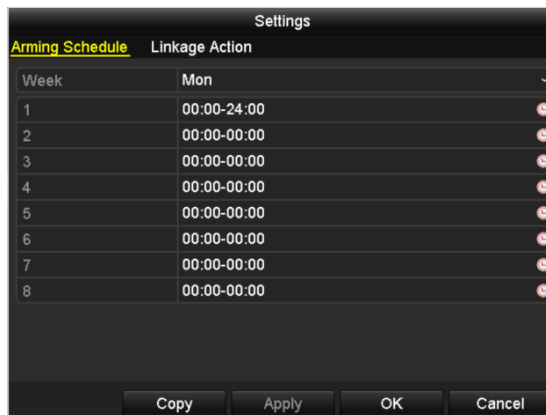 Settings
Arming Schedule Linkage Action
Week Mon
1 00:00-24:00
2 00:00-00:00
3 00:00-00:00
4 00:00-00:00
5 00:00-00:00
6 00:00-00:00
7 00:00-00:00
8 00:00-00:00
Copy Apply OK Cancel